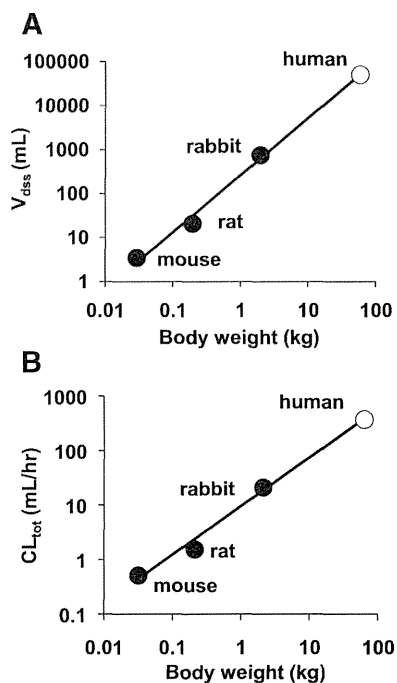 A
100000
10000
1000
100
10
1
V_dss (mL)
human
rabbit
rat
mouse
0.01 0.1 1 10 100
Body weight (kg)
B
1000
100
10
1
0.1
CL_tot (mL/hr)
human
rabbit
rat
mouse
0.01 0.1 1 10 100
Body weight (kg)